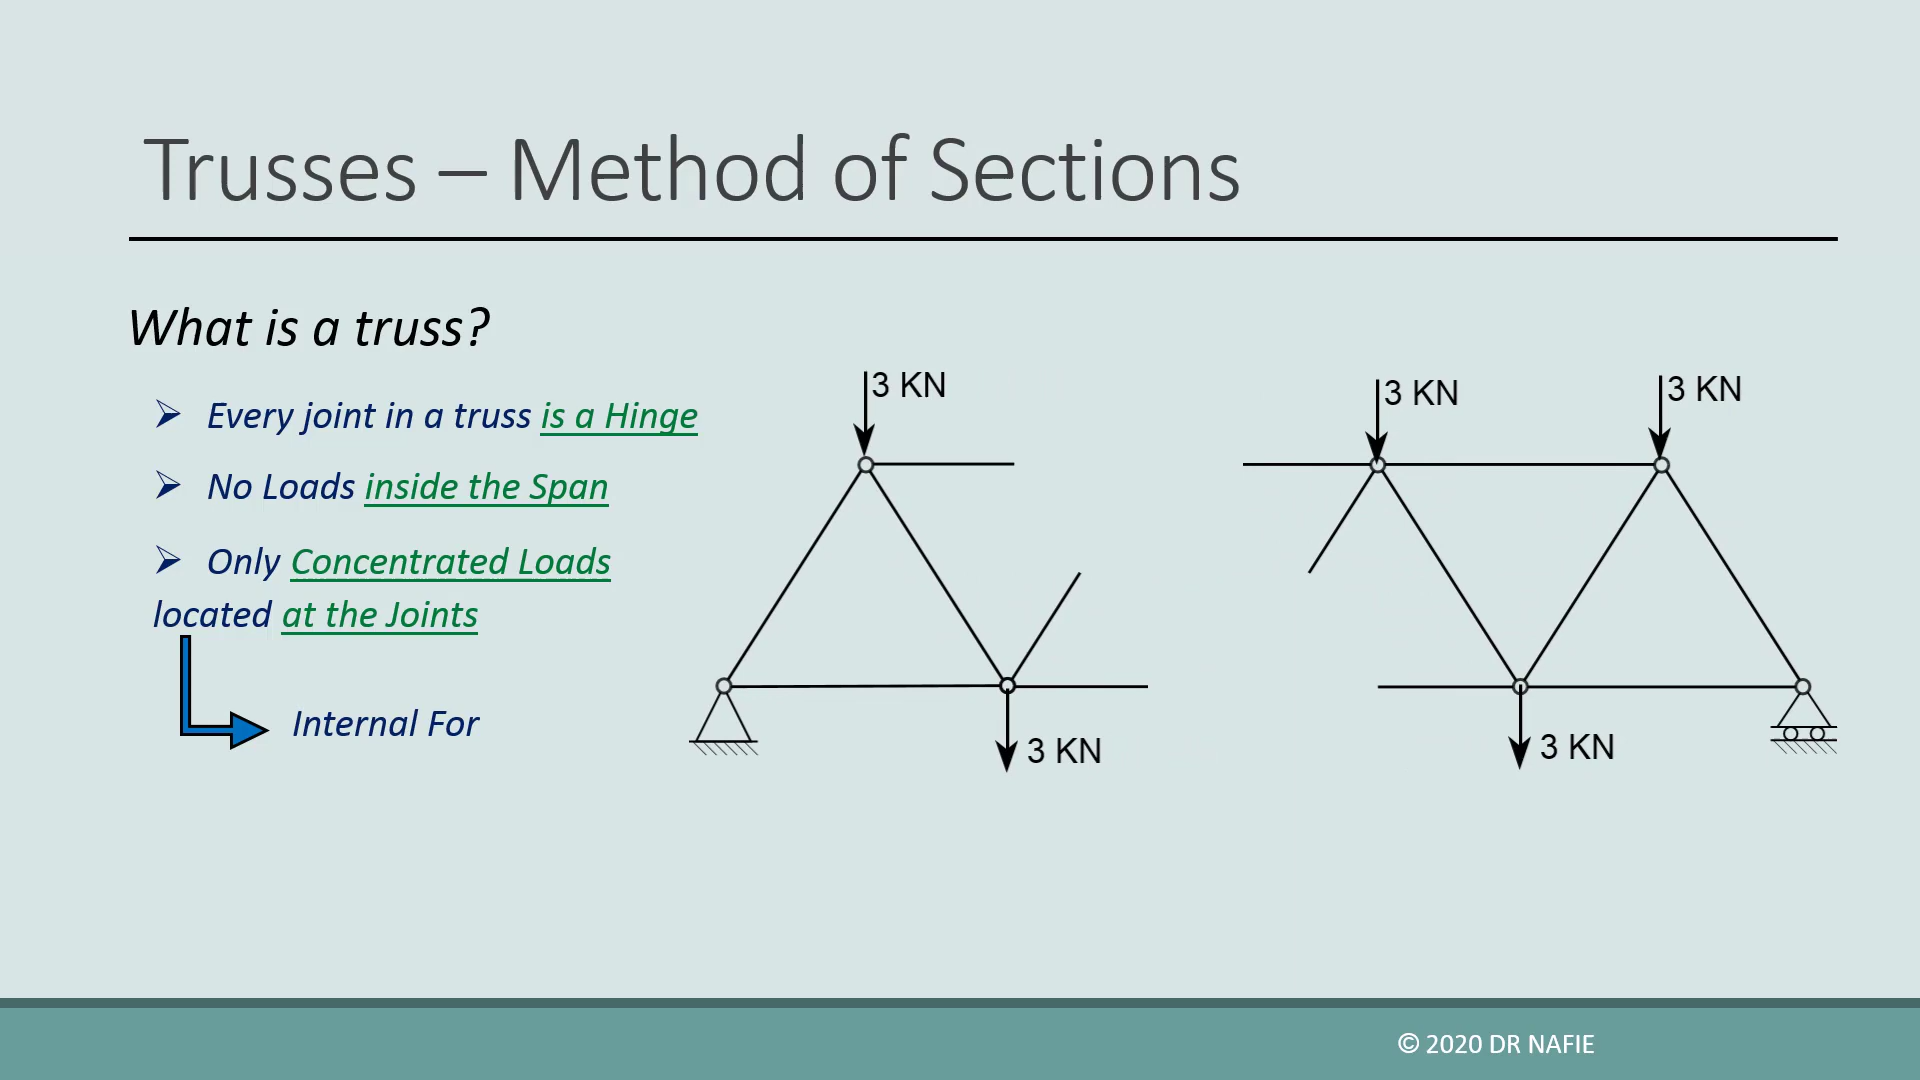 Trusses – Method of Sections
What is a truss?
➢ Every joint in a truss is a Hinge
➢ No Loads inside the Span
➢ Only Concentrated Loads
located at the Joints
Internal For
3 KN
3 KN
3 KN
3 KN
3 KN
© 2020 DR NAFIE